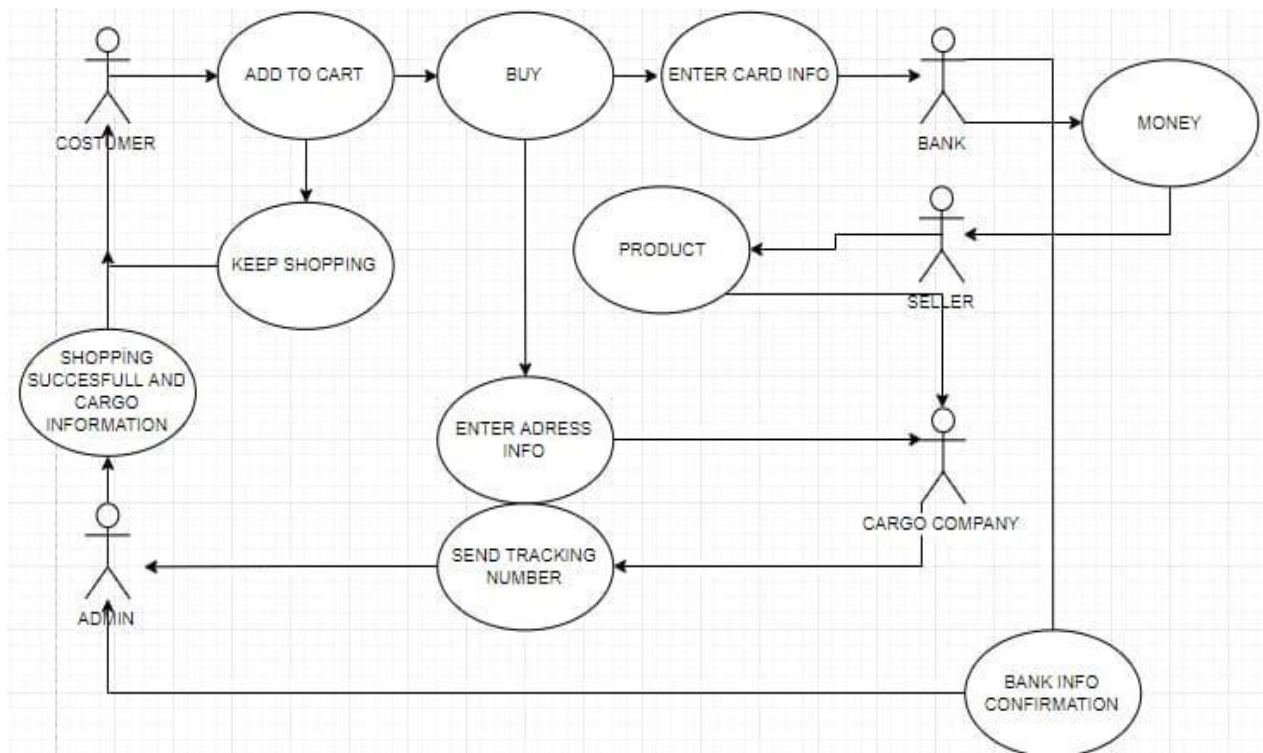 ADD TO CART
BUY
ENTER CARD INFO
COSTUMER
BANK
MONEY
KEEP SHOPPING
PRODUCT
SELLER
SHOPPİNG
SUCCESFULL AND
CARGO
INFORMATION
ENTER ADRESS
INFO
CARGO COMPANY
SEND TRACKING
NUMBER
ADMIN
BANK INFO
CONFIRMATION